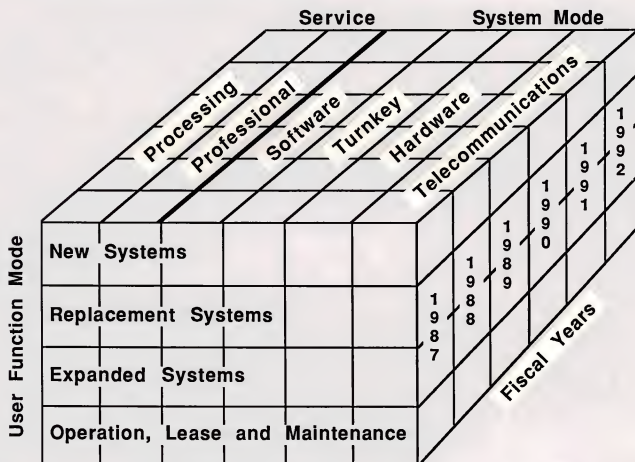 Service
System Mode
Processing
Professional
Software
Turnkey
Hardware
Telecommunications
User Function Mode
New Systems
Replacement Systems
Expanded Systems
Operation, Lease and Maintenance
1987
1988
1989
1990
1991
1992
Fiscal Years